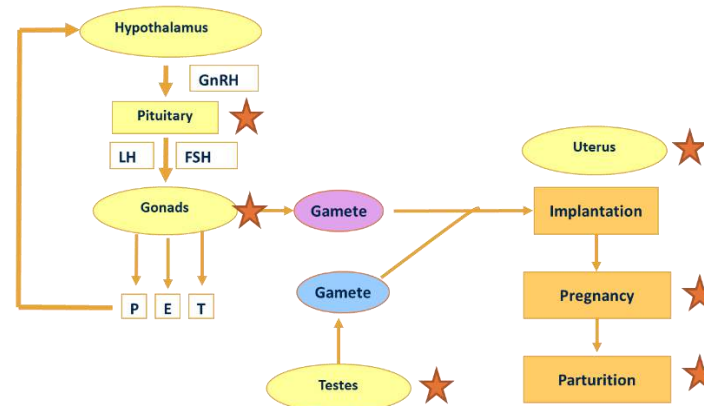 Hypothalamus
GnRH
Pituitary
LH
FSH
Uterus
Gonads
Gamete
Implantation
Gamete
Pregnancy
P
E
T
Testes
Parturition